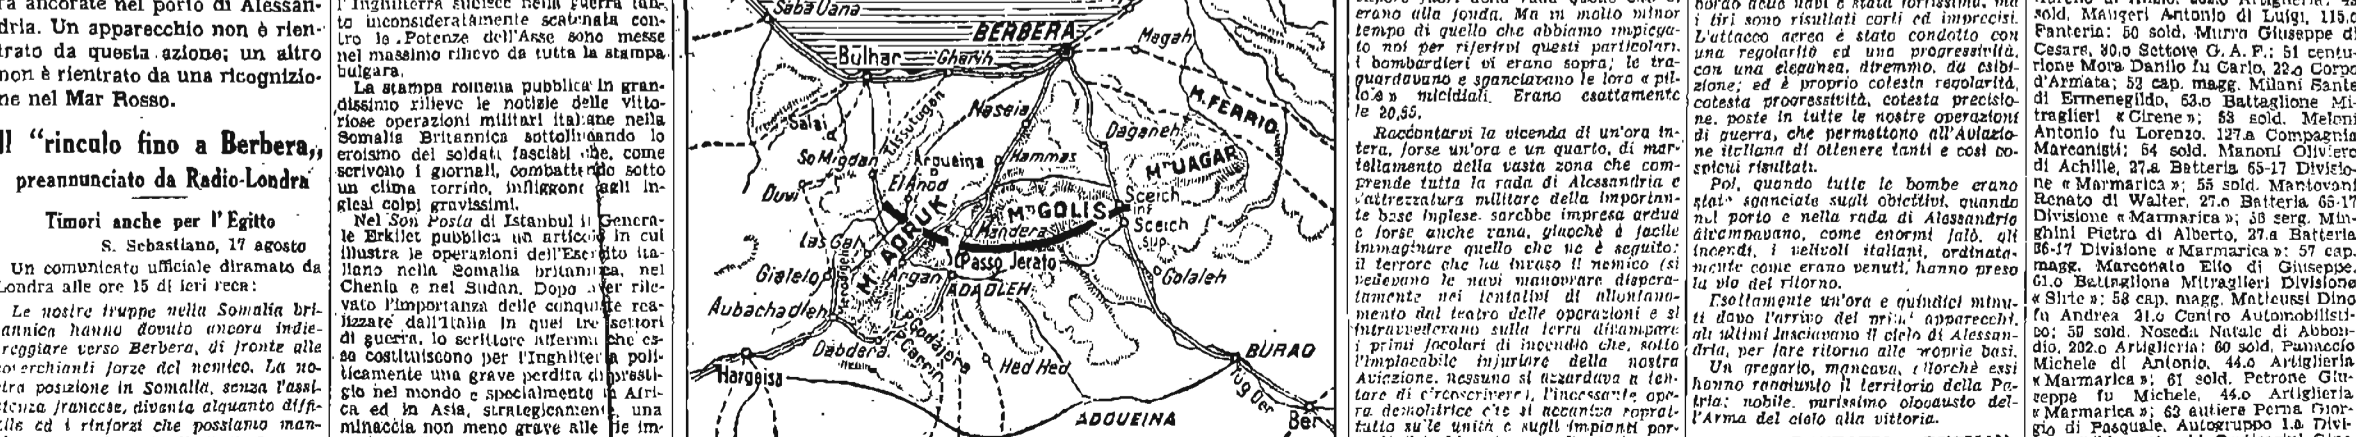 ra ancorate nel porto di Alessan-
dria. Un apparecchio non è rien-
trato da questa azione; un altro
non è rientrato da una ricognizio-
ne nel Mar Rosso.
Il "rinculo fino a Berbera„
preannunciato da Radio-Londra
Timori anche per l'Egitto
S. Sebastiano, 17 agosto
Un comunicato ufficiale diramato da
Londra alle ore 15 di ieri reca:
Le nostre truppe nella Somalia bri-
tannica hanno dovuto ancora indie-
treggiare verso Berbera, di fronte alle
soverchianti forze del nemico. La no-
stra posizione in Somalia, senza l'assi-
stenza francese, diventa alquanto diffi-
cile ed i rinforzi che possiamo man-
l'Inghilterra subisce nella guerra tan-
to inconsideratamente scatenata con-
tro le Potenze dell'Asse sono messe
nel massimo rilievo da tutta la stampa
bulgara.
La stampa romena pubblica in gran-
dissimo rilievo le notizie delle vitto-
riose operazioni militari italiane nella
Somalia Britannica sottolineando lo
eroismo dei soldati fascisti che, come
scrivono i giornali, combattendo sotto
un clima torrido, infliggono agli in-
glesi colpi gravissimi.
Nel Son Posta di Istanbul il Genera-
le Erkilet pubblica un articolo in cui
illustra le operazioni dell'Esercito ita-
liano nella Somalia britannica, nel
Chenia e nel Sudan. Dopo aver rile-
vato l'importanza delle conquiste rea-
lizzate dall'Italia in quei tre settori
di guerra, lo scrittore afferma che es-
se costituiscono per l'Inghilterra poli-
ticamente una grave perdita di presti-
gio nel mondo e specialmente in Afri-
ca ed in Asia, strategicamente, una
minaccia non meno grave alle vie im-
Saba Uana
BERBERA
Bulhar
Gharih
Magah
Issutugan
Naseia
M. FERRIO
Salai
Daganeh
So Migdan
Argueina
Hammas
Mti UAGAR
Duvi
El Anod
Mti GOLIS
Sceich
inf
Las Gal
Mti ADRUK
Mandera
Sceich
sup.
Gialelo
Argan
Passo Jerato
Golaleh
ADADLEH
Aubachadleh
P. Godajera
Dabdera
P. Carrin
Hed Hed
BURAO
Hargeisa
Tug Der
ADOUEINA
Ber
erano alla fonda. Ma in molto minor
tempo di quello che abbiamo impiega-
to noi per riferirvi questi particolari,
i bombardieri vi erano sopra; le tra-
guardavano e sganciavano le loro « pil-
lole » micidiali. Erano esattamente
le 20,55.
Raccontarvi la vicenda di un'ora in-
tera, forse un'ora e un quarto, di mar-
tellamento della vasta zona che com-
prende tutta la rada di Alessandria e
l'attrezzatura militare della importan-
te base inglese, sarebbe impresa ardua
e forse anche vana, giacchè è facile
immaginare quello che ne è seguito:
il terrore che ha invaso il nemico (si
vedevano le navi manovrare dispera-
tamente nei tentativi di allontana-
mento dal teatro delle operazioni e si
intravvedevano sulla terra divampare
i primi focolari di incendio che, sotto
l'implacabile infuriare della nostra
Aviazione, nessuno si azzardava a ten-
tare di circoscrivere), l'incessante ope-
ra demolitrice che si accaniva soprat-
tutto su le unità e sugli impianti por-
bordo delle navi è stata fortissima, ma
i tiri sono risultati corti ed imprecisi.
L'attacco aereo è stato condotto con
una regolarità ed una progressività,
con una eleganza, diremmo, da esibi-
zione; ed è proprio cotesta regolarità,
cotesta progressività, cotesta precisio-
ne, poste in tutte le nostre operazioni
di guerra, che permettono all'Aviazio-
ne italiana di ottenere tanti e così co-
spicui risultati.
Poi, quando tutte le bombe erano
state sganciate sugli obiettivi, quando
nel porto e nella rada di Alessandria
divampavano, come enormi falò, gli
incendi, i velivoli italiani, ordinata-
mente come erano venuti, hanno preso
la via del ritorno.
Esattamente un'ora e quindici minu-
ti dopo l'arrivo dei primi apparecchi,
gli ultimi lasciavano il cielo di Alessan-
dria, per fare ritorno alle proprie basi.
Un gregario, mancava, allorchè essi
hanno raggiunto il territorio della Pa-
tria; nobile, purissimo olocausto del-
l'Arma del cielo alla vittoria.
sold. Maugeri Antonio di Luigi, 115.o
Fanteria; 50 sold. Murra Giuseppe di
Cesare, 30.o Settore G. A. F.; 51 centu-
rione Mora Danilo fu Carlo, 22.o Corpo
d'Armata; 52 cap. magg. Milani Sante
di Ermenegildo, 63.o Battaglione Mi-
traglieri « Cirene »; 53 sold. Meloni
Antonio fu Lorenzo, 127.a Compagnia
Marconisti; 54 sold. Manoni Oliviero
di Achille, 27.a Batteria 65-17 Divisio-
ne « Marmarica »; 55 sold. Mantovani
Renato di Walter, 27.o Batteria 65-17
Divisione « Marmarica »; 56 serg. Min-
ghini Pietro di Alberto, 27.a Batteria
65-17 Divisione « Marmarica »; 57 cap.
magg. Marconato Elio di Giuseppe,
61.o Battaglione Mitraglieri Divisione
« Sirte »; 58 cap. magg. Matteussi Dino
fu Andrea 21.o Centro Automobilisti-
co; 59 sold. Noseda Natale di Abbon-
dio, 202.o Artiglieria; 60 sold. Panaccio
Michele di Antonio, 44.o Artiglieria
« Marmarica »; 61 sold. Petrone Giu-
seppe fu Michele, 44.o Artiglieria
« Marmarica »; 62 autiere Perna Gior-
gio di Pasquale, Autogruppo 1.a Divi-